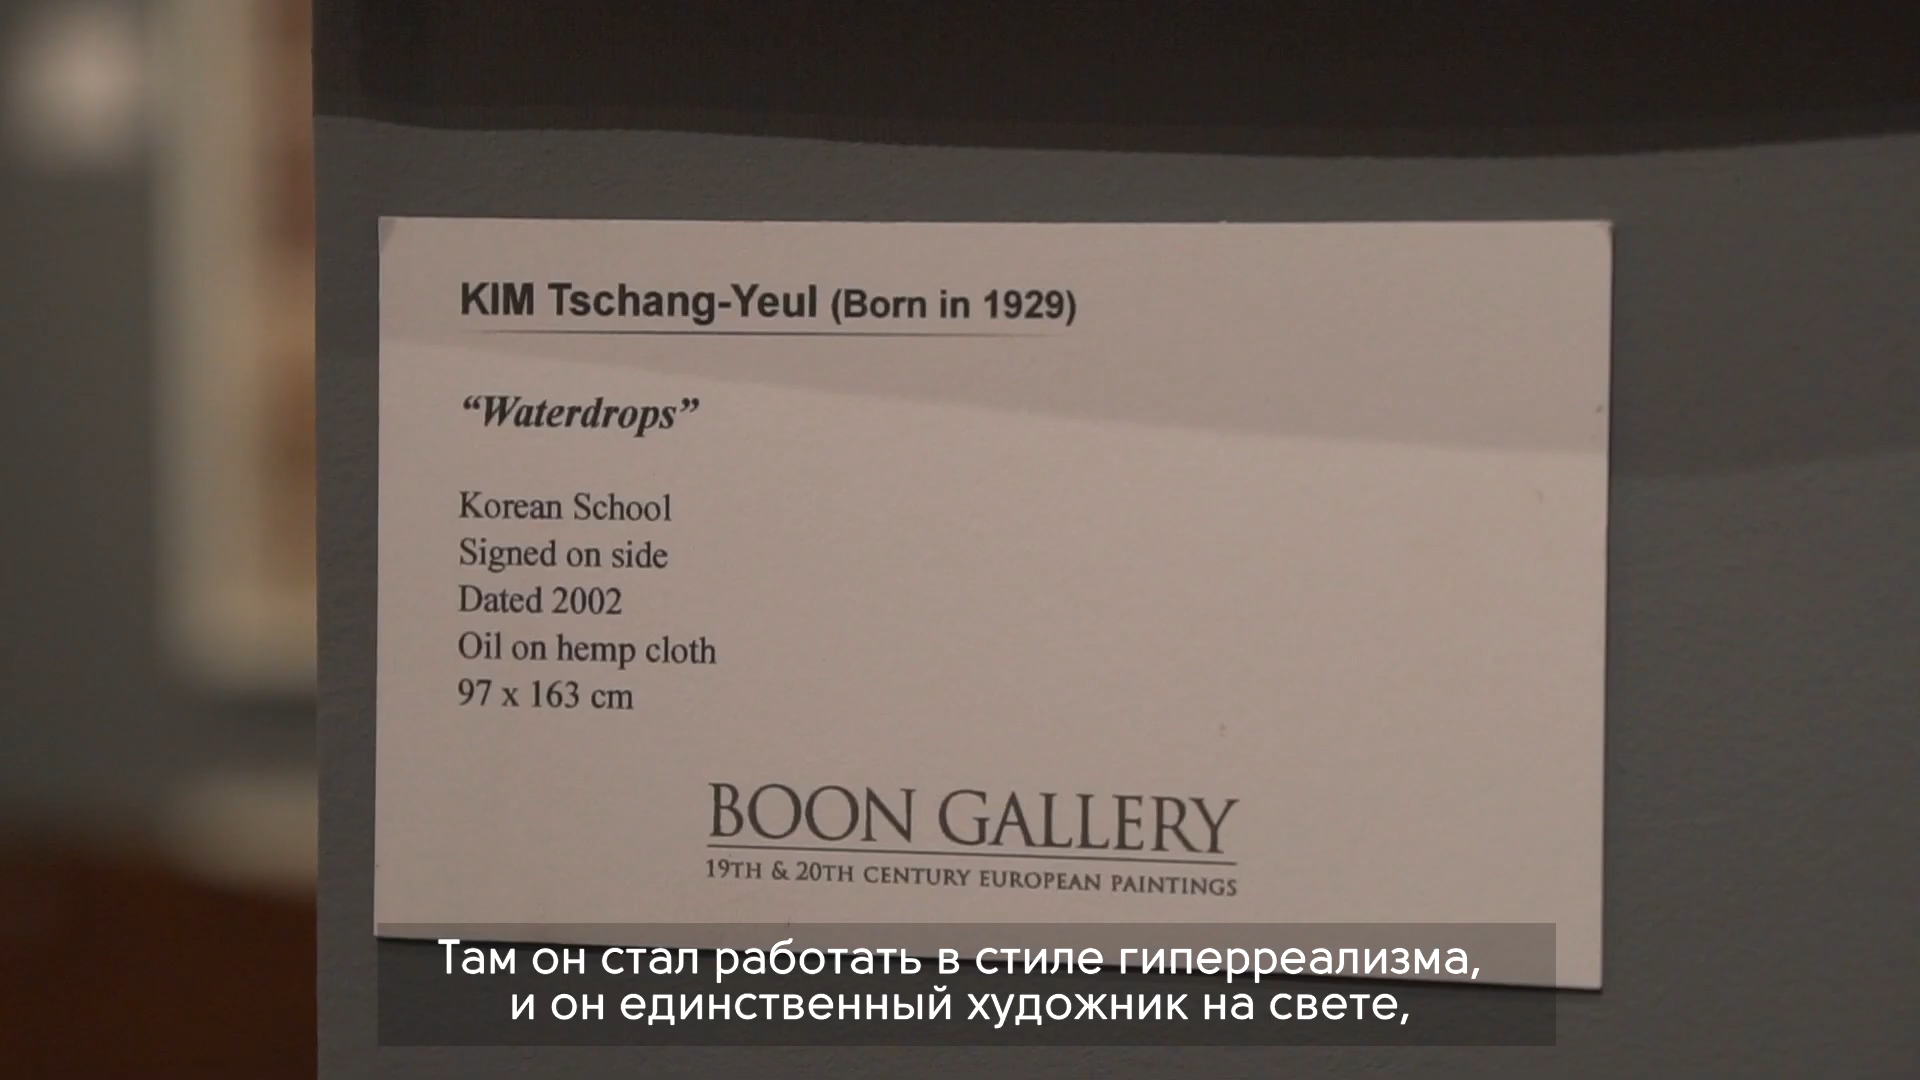 KIM Tschang-Yeul (Born in 1929)
“Waterdrops”
Korean School
Signed on side
Dated 2002
Oil on hemp cloth
97 x 163 cm
BOON GALLERY
19TH & 20TH CENTURY EUROPEAN PAINTINGS
Там он стал работать в стиле гиперреализма,
и он единственный художник на свете,